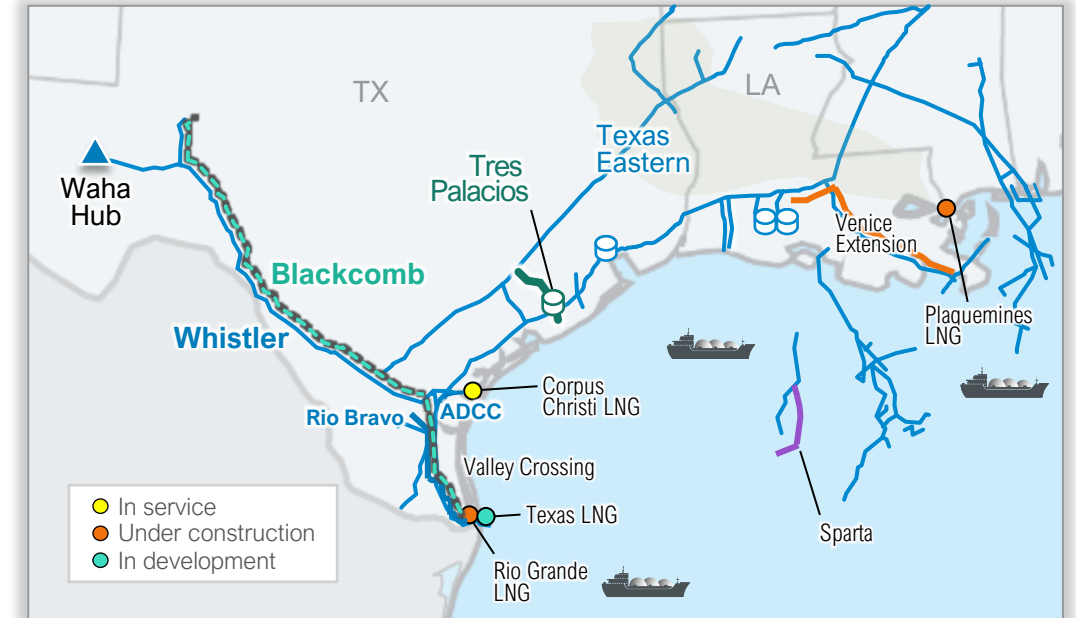 TX
LA
Texas
Eastern
Tres
Palacios
Waha
Hub
Venice
Extension
Blackcomb
Plaquemines
LNG
Whistler
Corpus
Christi LNG
Rio Bravo
ADCC
Valley Crossing
Texas LNG
Sparta
Rio Grande
LNG
In service
Under construction
In development